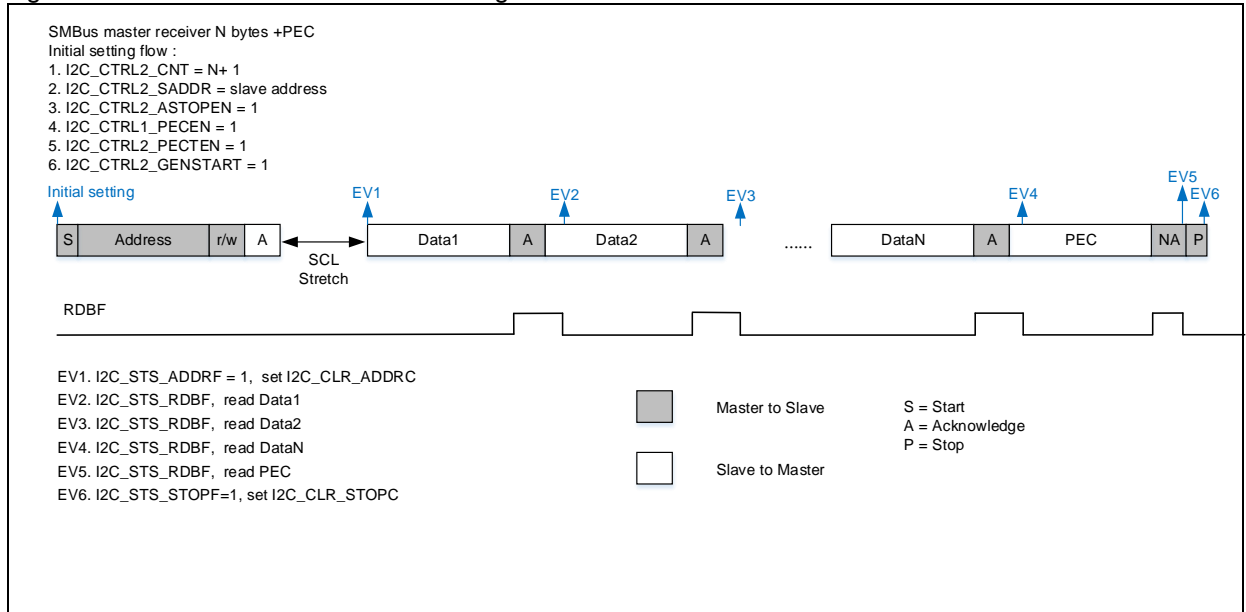 SMBus master receiver N bytes +PEC
Initial setting flow :
1. I2C_CTRL2_CNT = N+ 1
2. I2C_CTRL2_SADDR = slave address
3. I2C_CTRL2_ASTOPEN = 1
4. I2C_CTRL1_PECEN = 1
5. I2C_CTRL2_PECTEN = 1
6. I2C_CTRL2_GENSTART = 1
Initial setting EV1 EV2 EV3 EV4 EV5 EV6
S Address r/w A Data1 A Data2 A ...... DataN A PEC NA P
SCL
Stretch
RDBF
EV1. I2C_STS_ADDRF = 1, set I2C_CLR_ADDRC
EV2. I2C_STS_RDBF, read Data1
EV3. I2C_STS_RDBF, read Data2
EV4. I2C_STS_RDBF, read DataN
EV5. I2C_STS_RDBF, read PEC
EV6. I2C_STS_STOPF=1, set I2C_CLR_STOPC
Master to Slave
Slave to Master
S = Start
A = Acknowledge
P = Stop